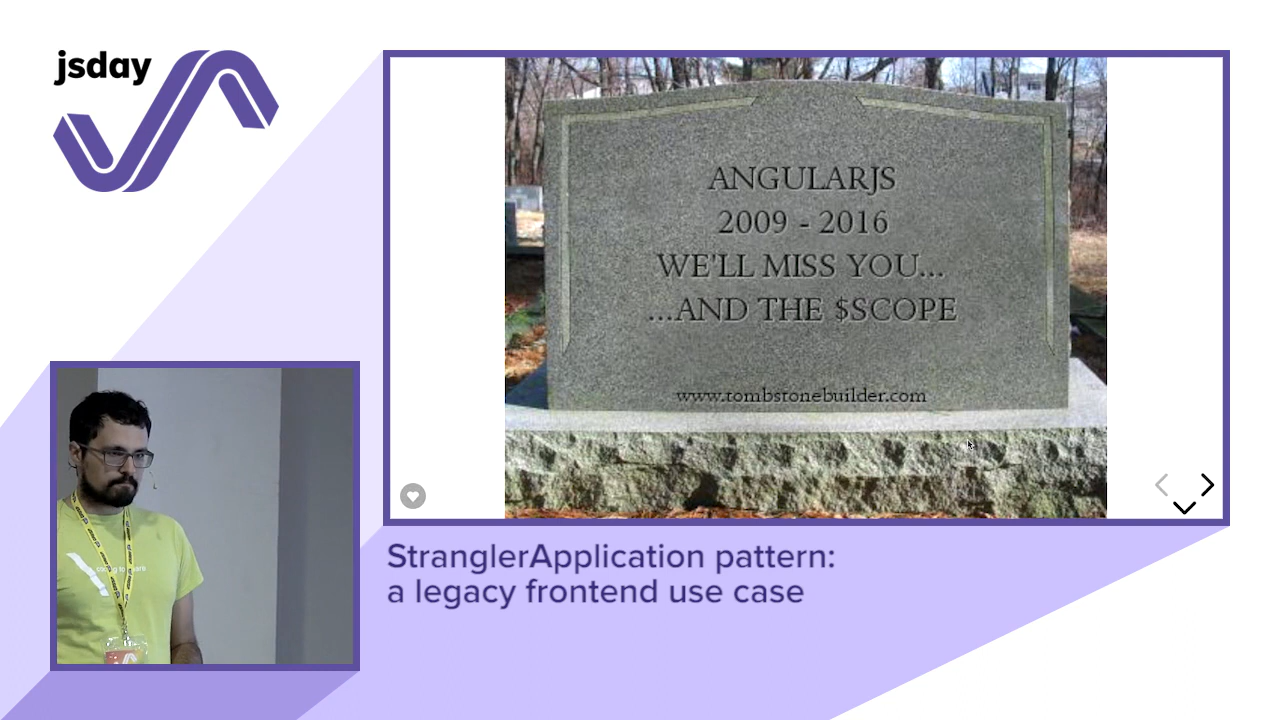 jsday
ANGULARJS
2009 - 2016
WE'LL MISS YOU...
...AND THE $SCOPE
www.tombstonebuilder.com
StranglerApplication pattern:
a legacy frontend use case